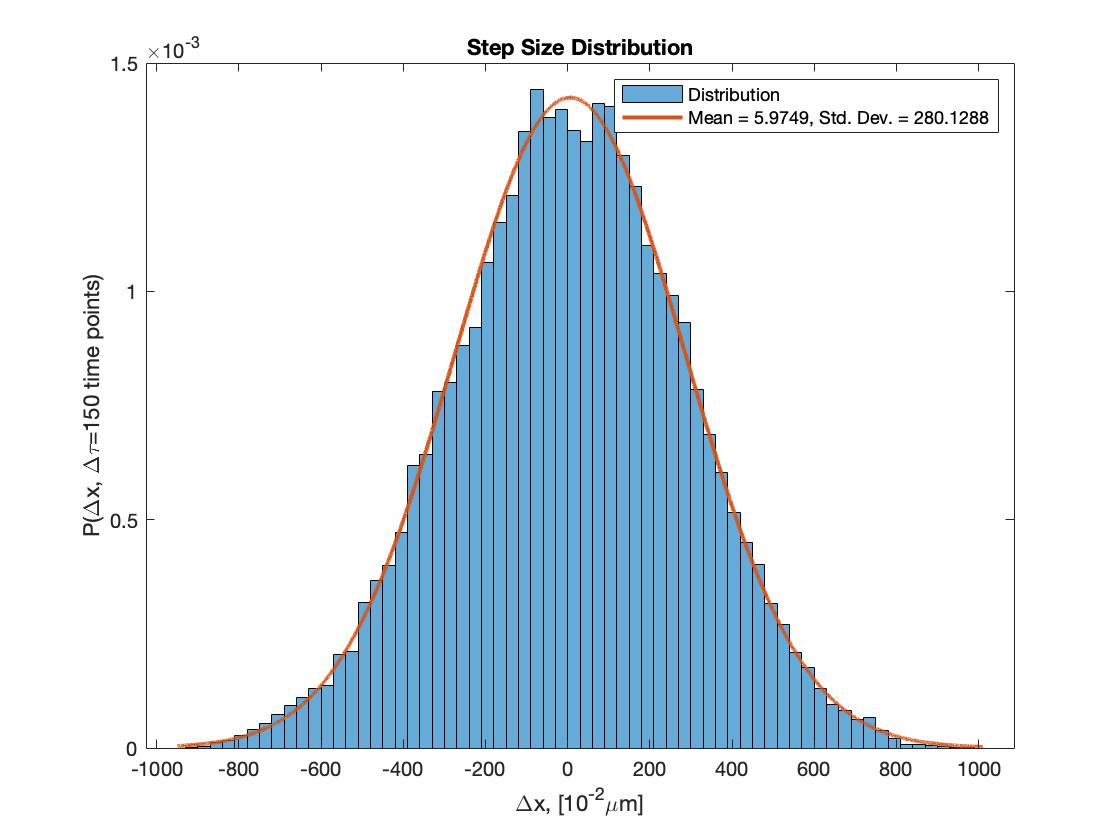 Step Size Distribution
×10⁻³
1.5
1
0.5
0
P(Δx, Δτ=150 time points)
Distribution
Mean = 5.9749, Std. Dev. = 280.1288
-1000 -800 -600 -400 -200 0 200 400 600 800 1000
Δx, [10⁻²μm]